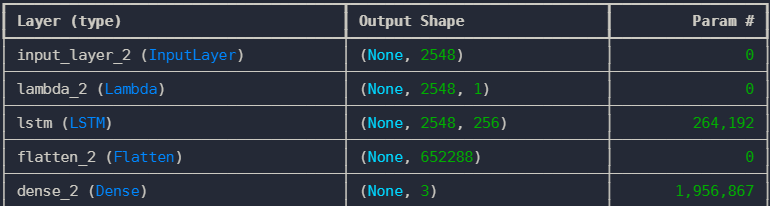 Layer (type) Output Shape Param #
input_layer_2 (InputLayer) (None, 2548) 0
lambda_2 (Lambda) (None, 2548, 1) 0
lstm (LSTM) (None, 2548, 256) 264,192
flatten_2 (Flatten) (None, 652288) 0
dense_2 (Dense) (None, 3) 1,956,867